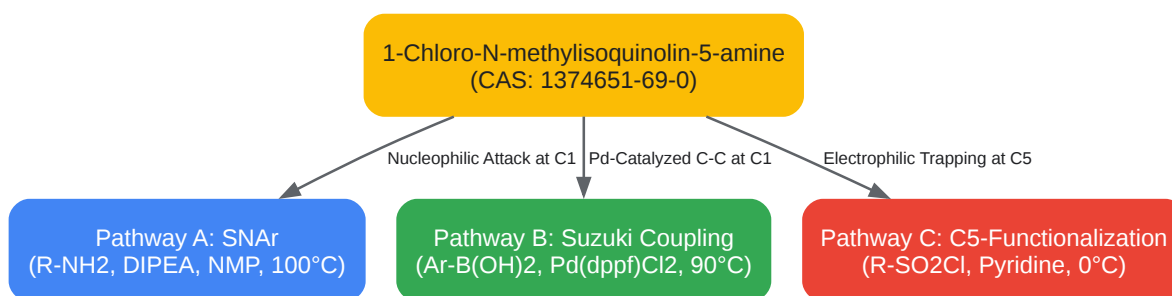 1-Chloro-N-methylisoquinolin-5-amine
(CAS: 1374651-69-0)
Nucleophilic Attack at C1
Pd-Catalyzed C-C at C1
Electrophilic Trapping at C5
Pathway A: SNAr
(R-NH2, DIPEA, NMP, 100°C)
Pathway B: Suzuki Coupling
(Ar-B(OH)2, Pd(dppf)Cl2, 90°C)
Pathway C: C5-Functionalization
(R-SO2Cl, Pyridine, 0°C)